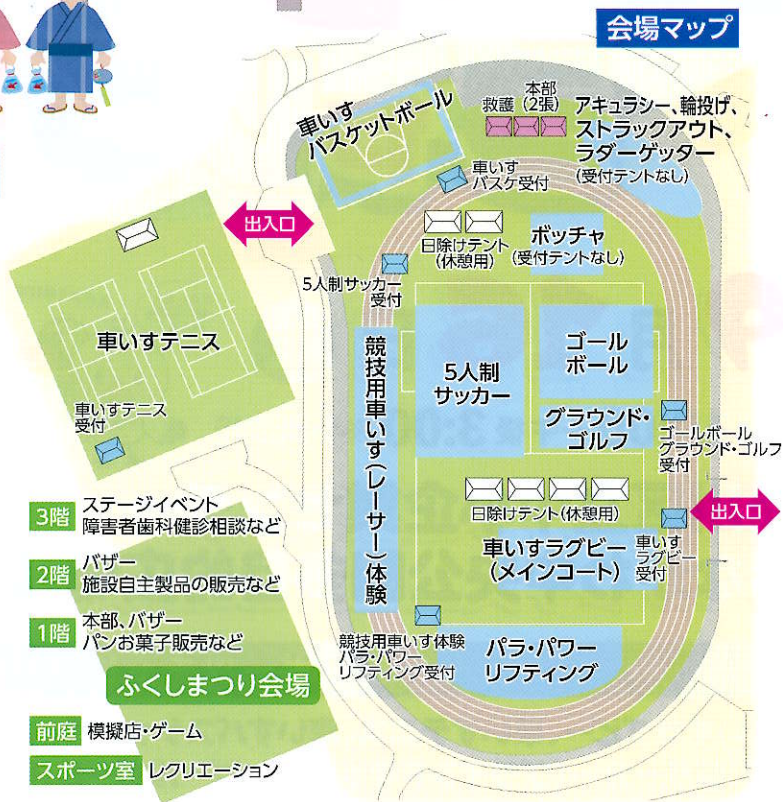 会場マップ
車いす
バスケットボール
本部
救護(2張)
アキュラシー、輪投げ、
ストラックアウト、
ラダーゲッター
(受付テントなし)
車いす
バスケ受付
出入口
日除けテント
(休憩用)
ボッチャ
(受付テントなし)
5人制サッカー
受付
車いすテニス
車いすテニス
受付
競技用車いす(レーサー)体験
5人制
サッカー
ゴール
ボール
グラウンド・
ゴルフ
ゴールボール
グラウンド・ゴルフ
受付
日除けテント(休憩用)
出入口
車いすラグビー
(メインコート)
車いす
ラグビー
受付
競技用車いす体験
パラ・パワー
リフティング受付
パラ・パワー
リフティング
3階 ステージイベント
障害者歯科健診相談など
2階 バザー
施設自主製品の販売など
1階 本部、バザー
パンお菓子販売など
ふくしまつり会場
前庭 模擬店・ゲーム
スポーツ室 レクリエーション